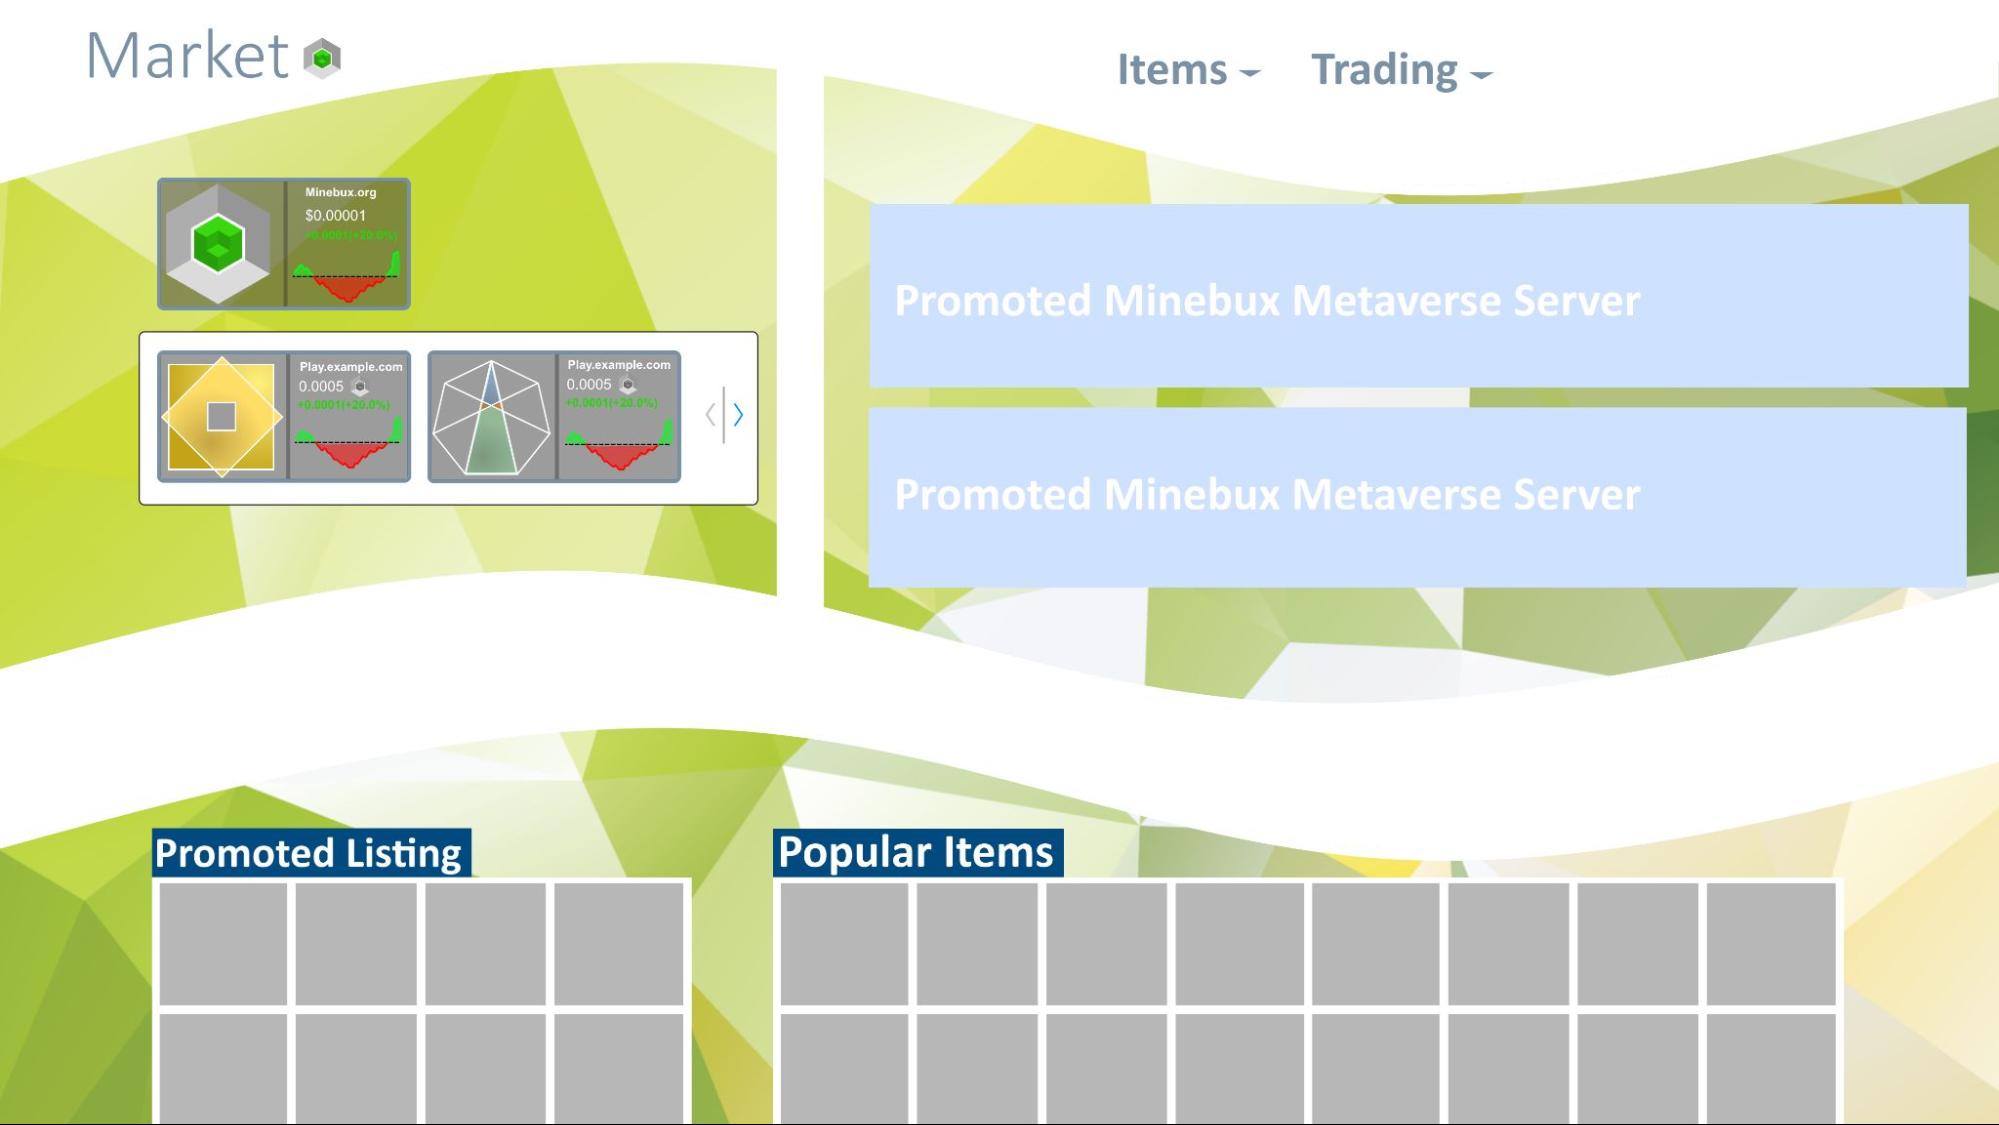 Market
Items
Trading
Minebux.org
$0.00001
+0.0001(+20.0%)
Promoted Minebux Metaverse Server
Play.example.com
0.0005
+0.0001(+20.0%)
Play.example.com
0.0005
+0.0001(+20.0%)
Promoted Minebux Metaverse Server
Promoted Listing
Popular Items